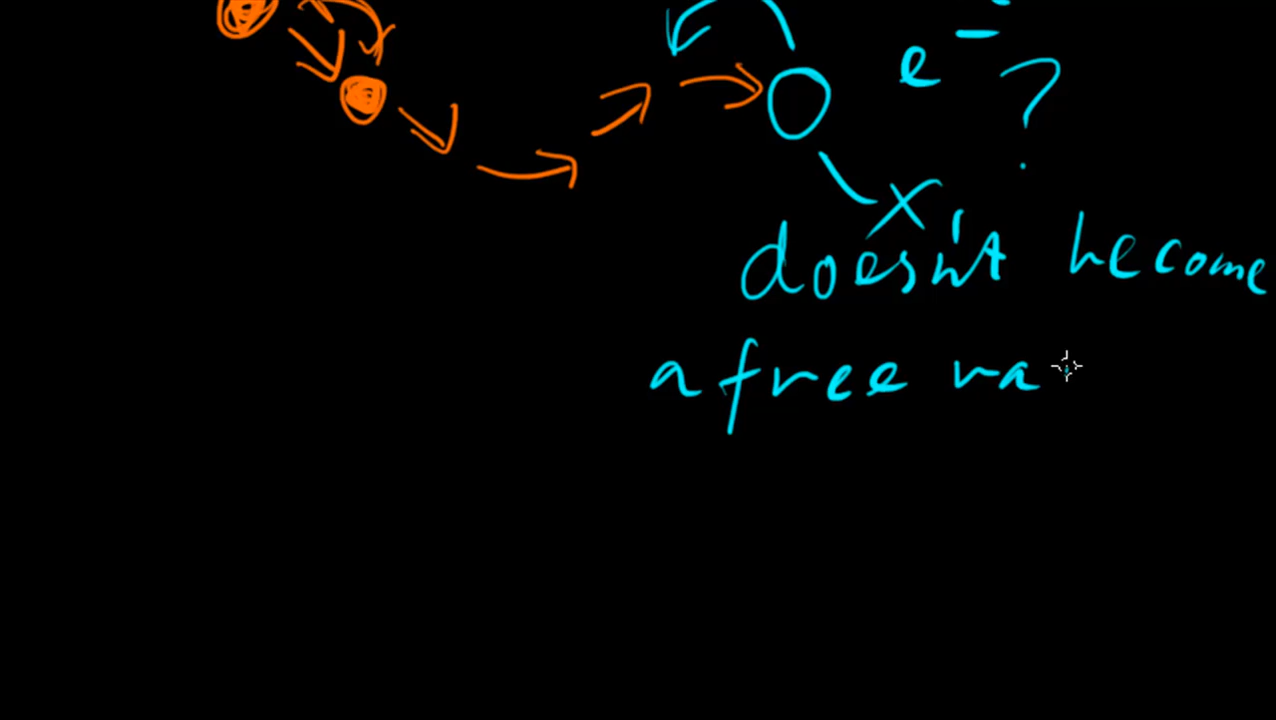 e⁻
?
doesn't become
a free ra